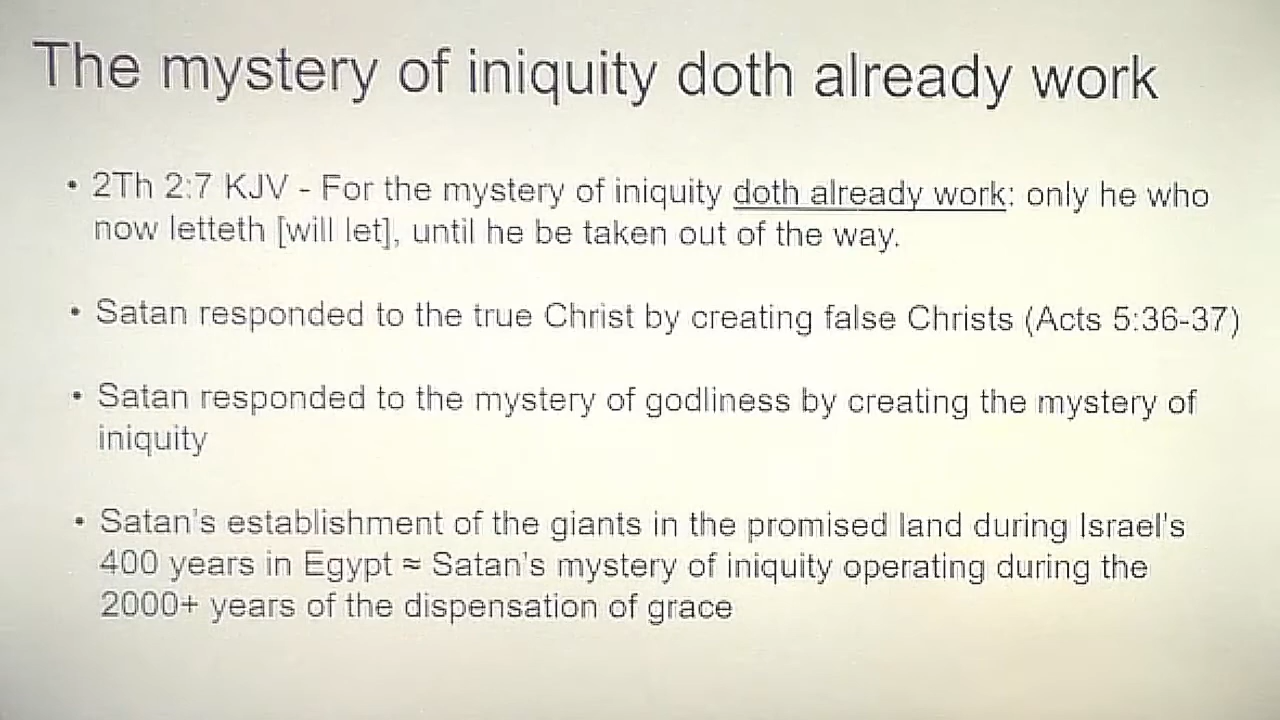 The mystery of iniquity doth already work
• 2Th 2:7 KJV - For the mystery of iniquity doth already work: only he who
now letteth [will let], until he be taken out of the way.
• Satan responded to the true Christ by creating false Christs (Acts 5:36-37)
• Satan responded to the mystery of godliness by creating the mystery of
iniquity
• Satan's establishment of the giants in the promised land during Israel's
400 years in Egypt ≈ Satan's mystery of iniquity operating during the
2000+ years of the dispensation of grace